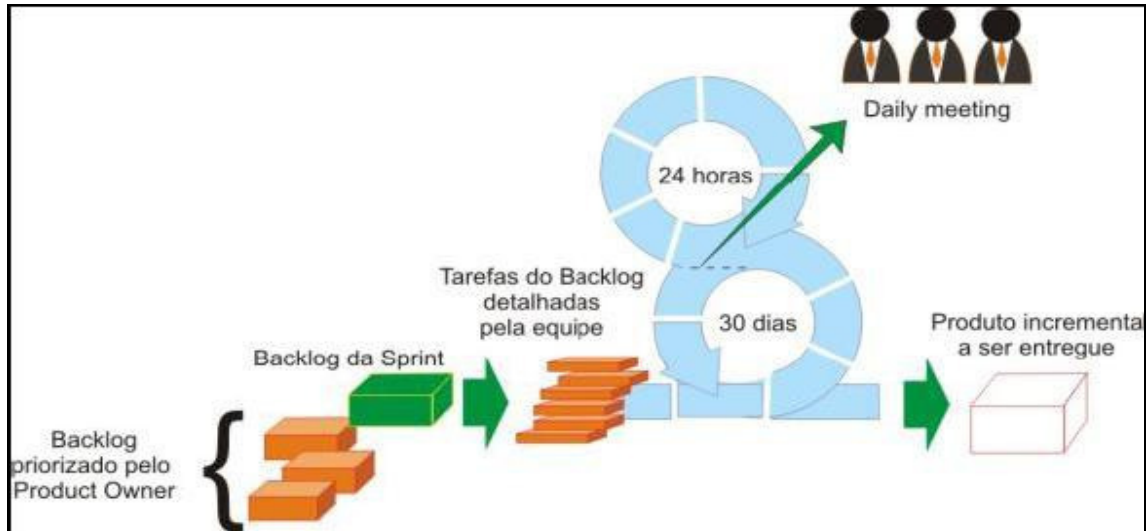 Daily meeting
24 horas
Tarefas do Backlog
detalhadas
pela equipe
30 dias
Produto incrementa
a ser entregue
Backlog da Sprint
Backlog
priorizado pelo
Product Owner